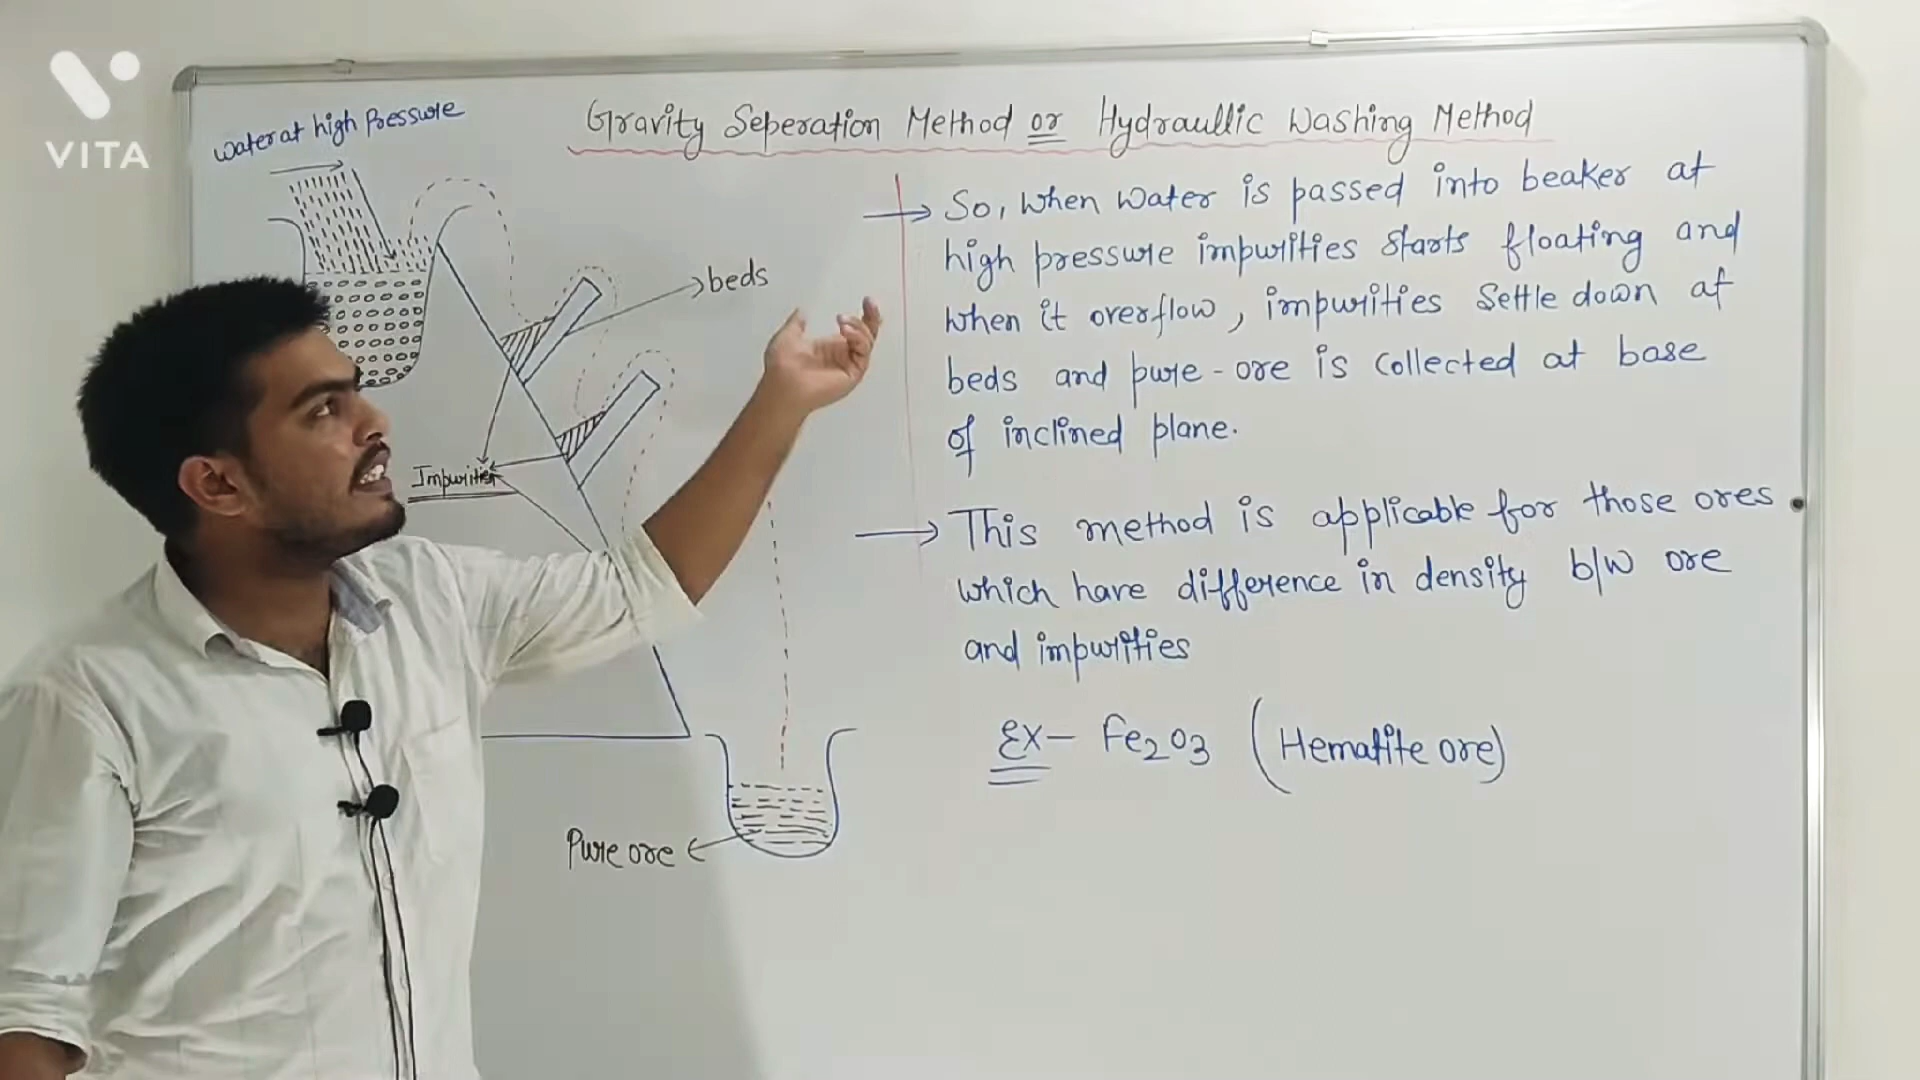 VITA
Water at high Pressure
Gravity Seperation Method or Hydraullic Washing Method
→ So, when water is passed into beaker at
high pressure impurities starts floating and
when it overflow, impurities settle down at
beds and pure-ore is collected at base
of inclined plane.
→ This method is applicable for those ores
which have difference in density b/w ore
and impurities
Ex- Fe2O3 (Hematite ore)
beds
Impurities
Pure ore